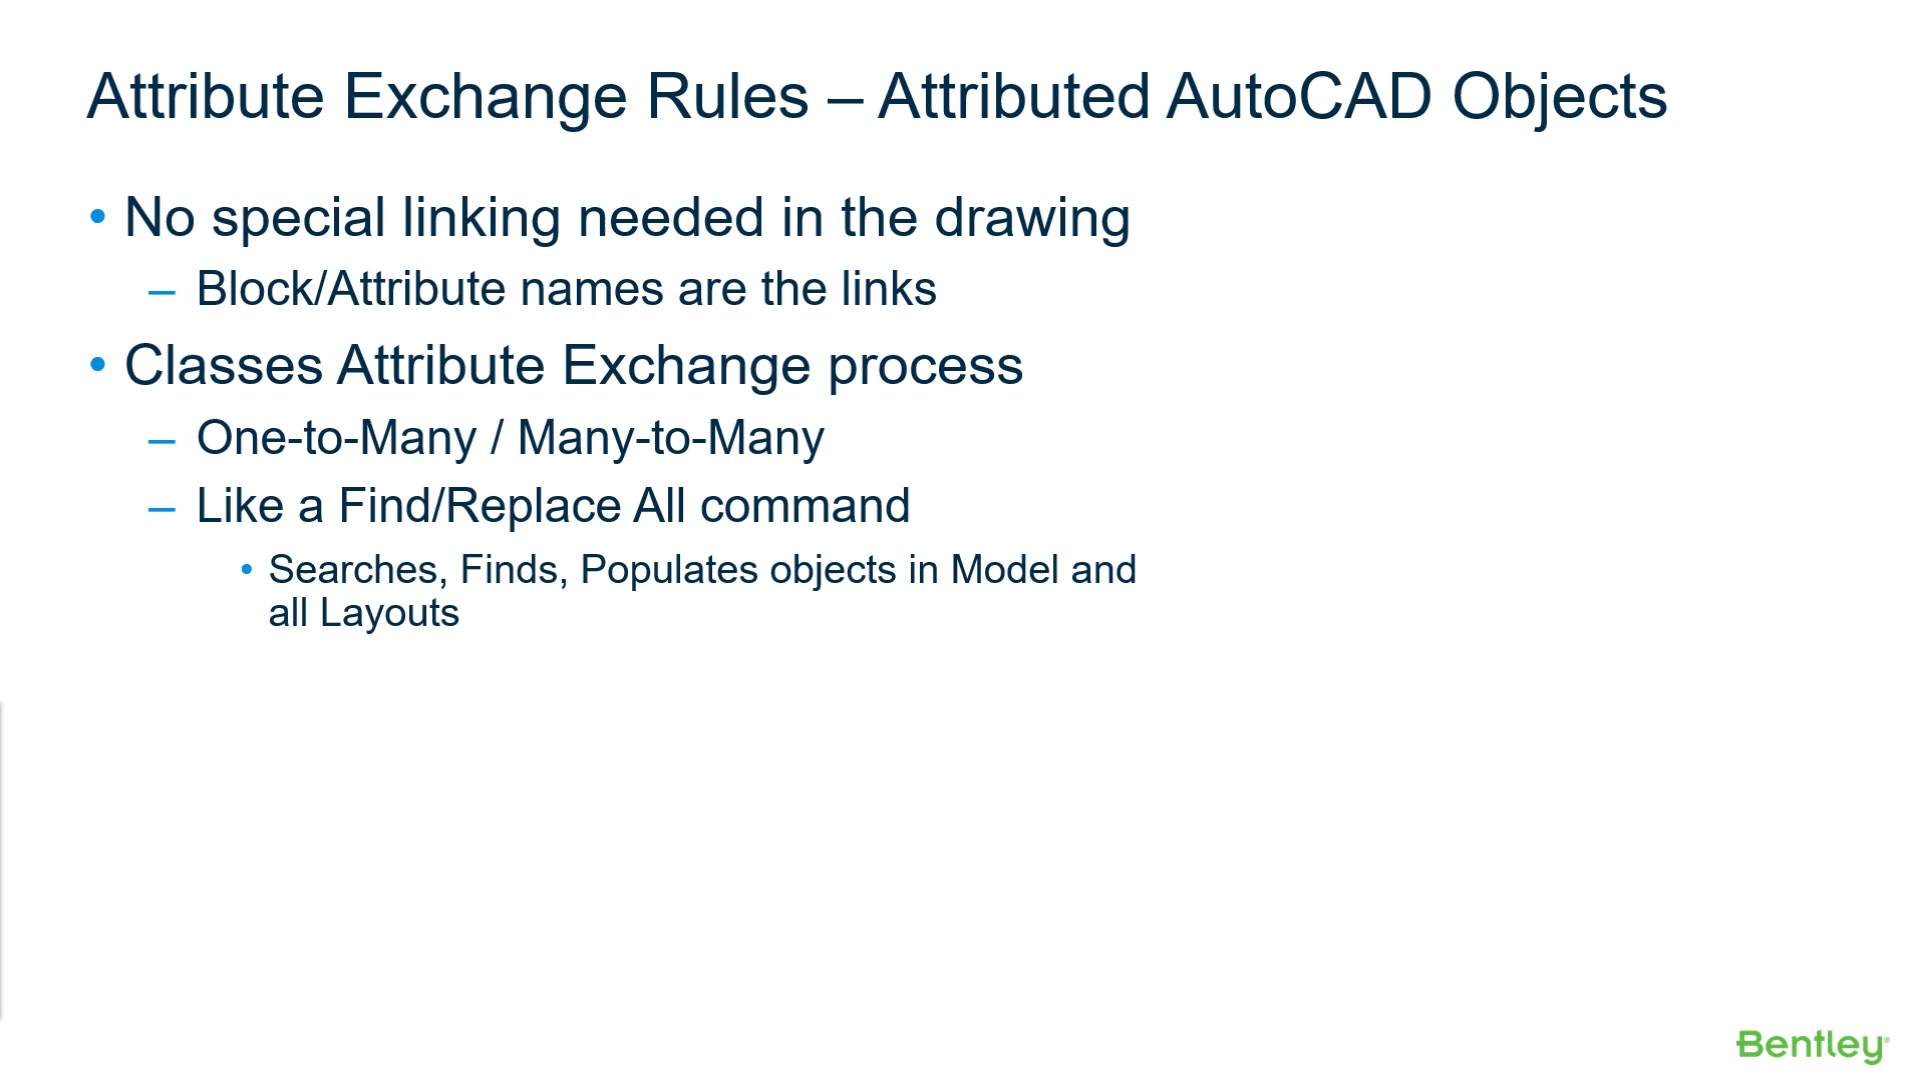 Attribute Exchange Rules – Attributed AutoCAD Objects
• No special linking needed in the drawing
– Block/Attribute names are the links
• Classes Attribute Exchange process
– One-to-Many / Many-to-Many
– Like a Find/Replace All command
• Searches, Finds, Populates objects in Model and
all Layouts
Bentley®